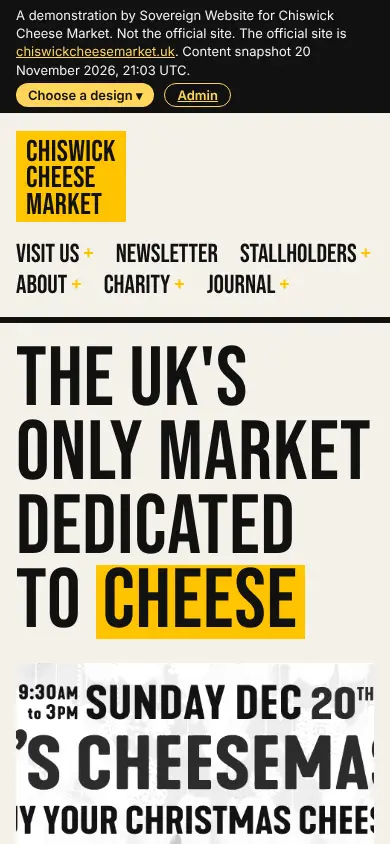 A demonstration by Sovereign Website for Chiswick
Cheese Market. Not the official site. The official site is
chiswickcheesemarket.uk. Content snapshot 20
November 2026, 21:03 UTC.
Choose a design ▾ Admin
CHISWICK
CHEESE
MARKET
VISIT US + NEWSLETTER STALLHOLDERS +
ABOUT + CHARITY + JOURNAL +
THE UK'S
ONLY MARKET
DEDICATED
TO CHEESE
9:30AM
to 3PM SUNDAY DEC 20TH
'S CHEESEMAS
Y YOUR CHRISTMAS CHEES